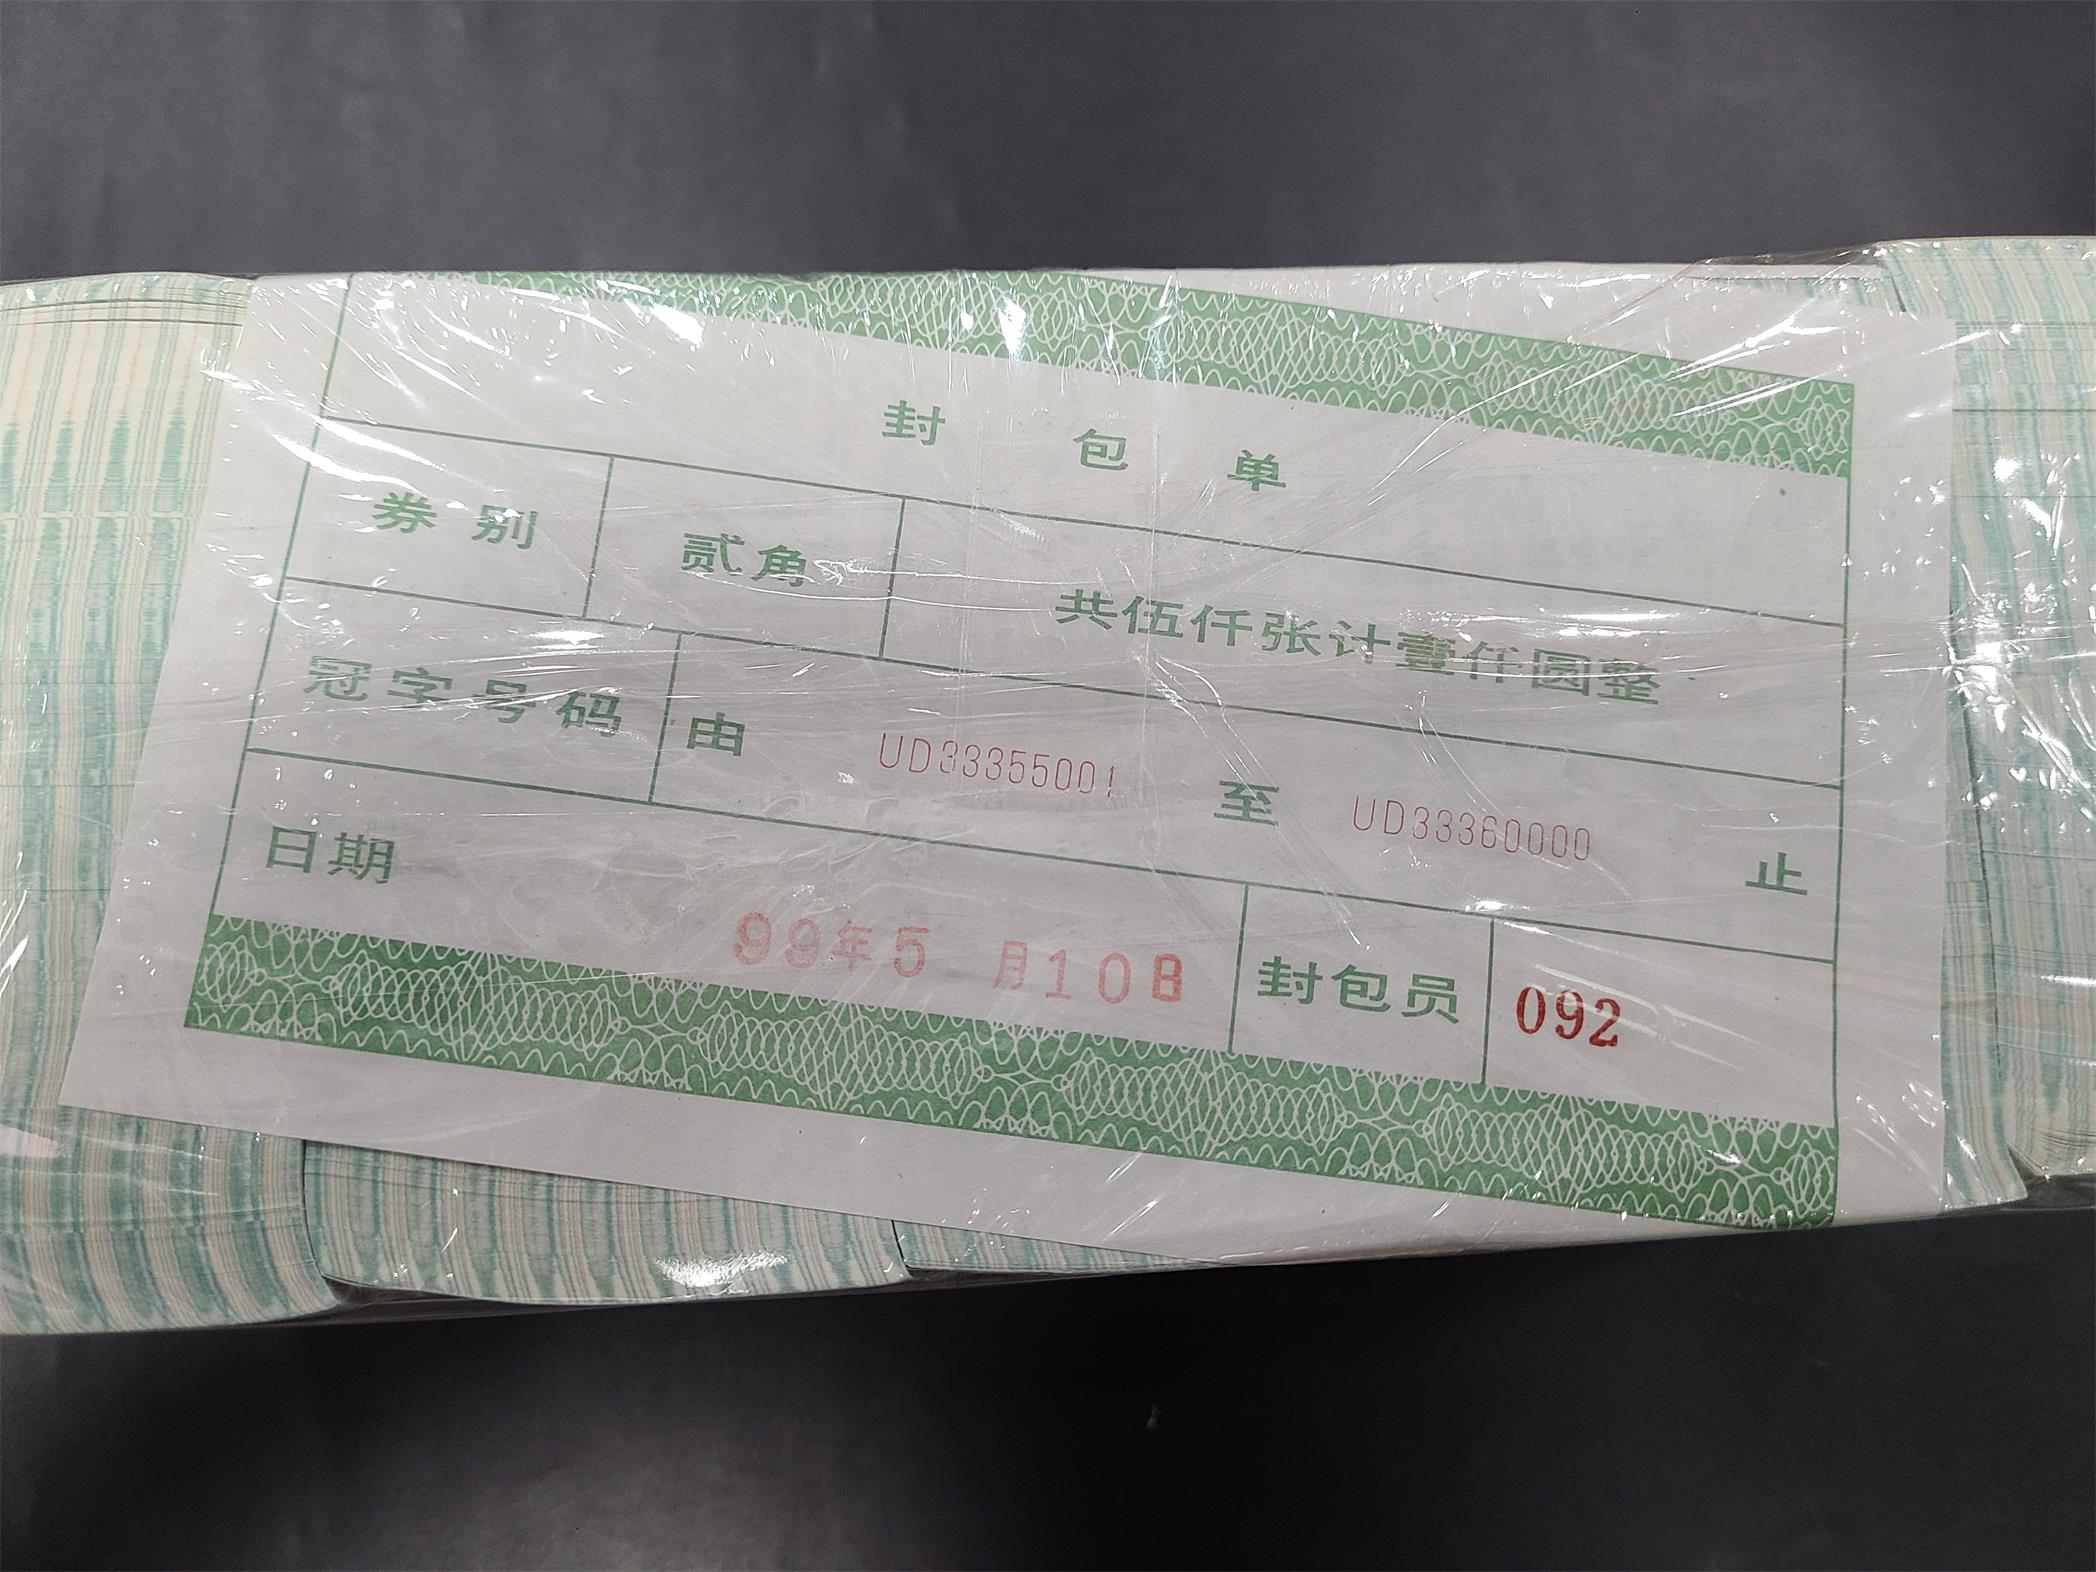 封包单
券别 贰角 共伍仟张计壹仟圆整
冠字号码 由 UD33355001 至 UD33360000 止
日期 99年5月10日 封包员 092